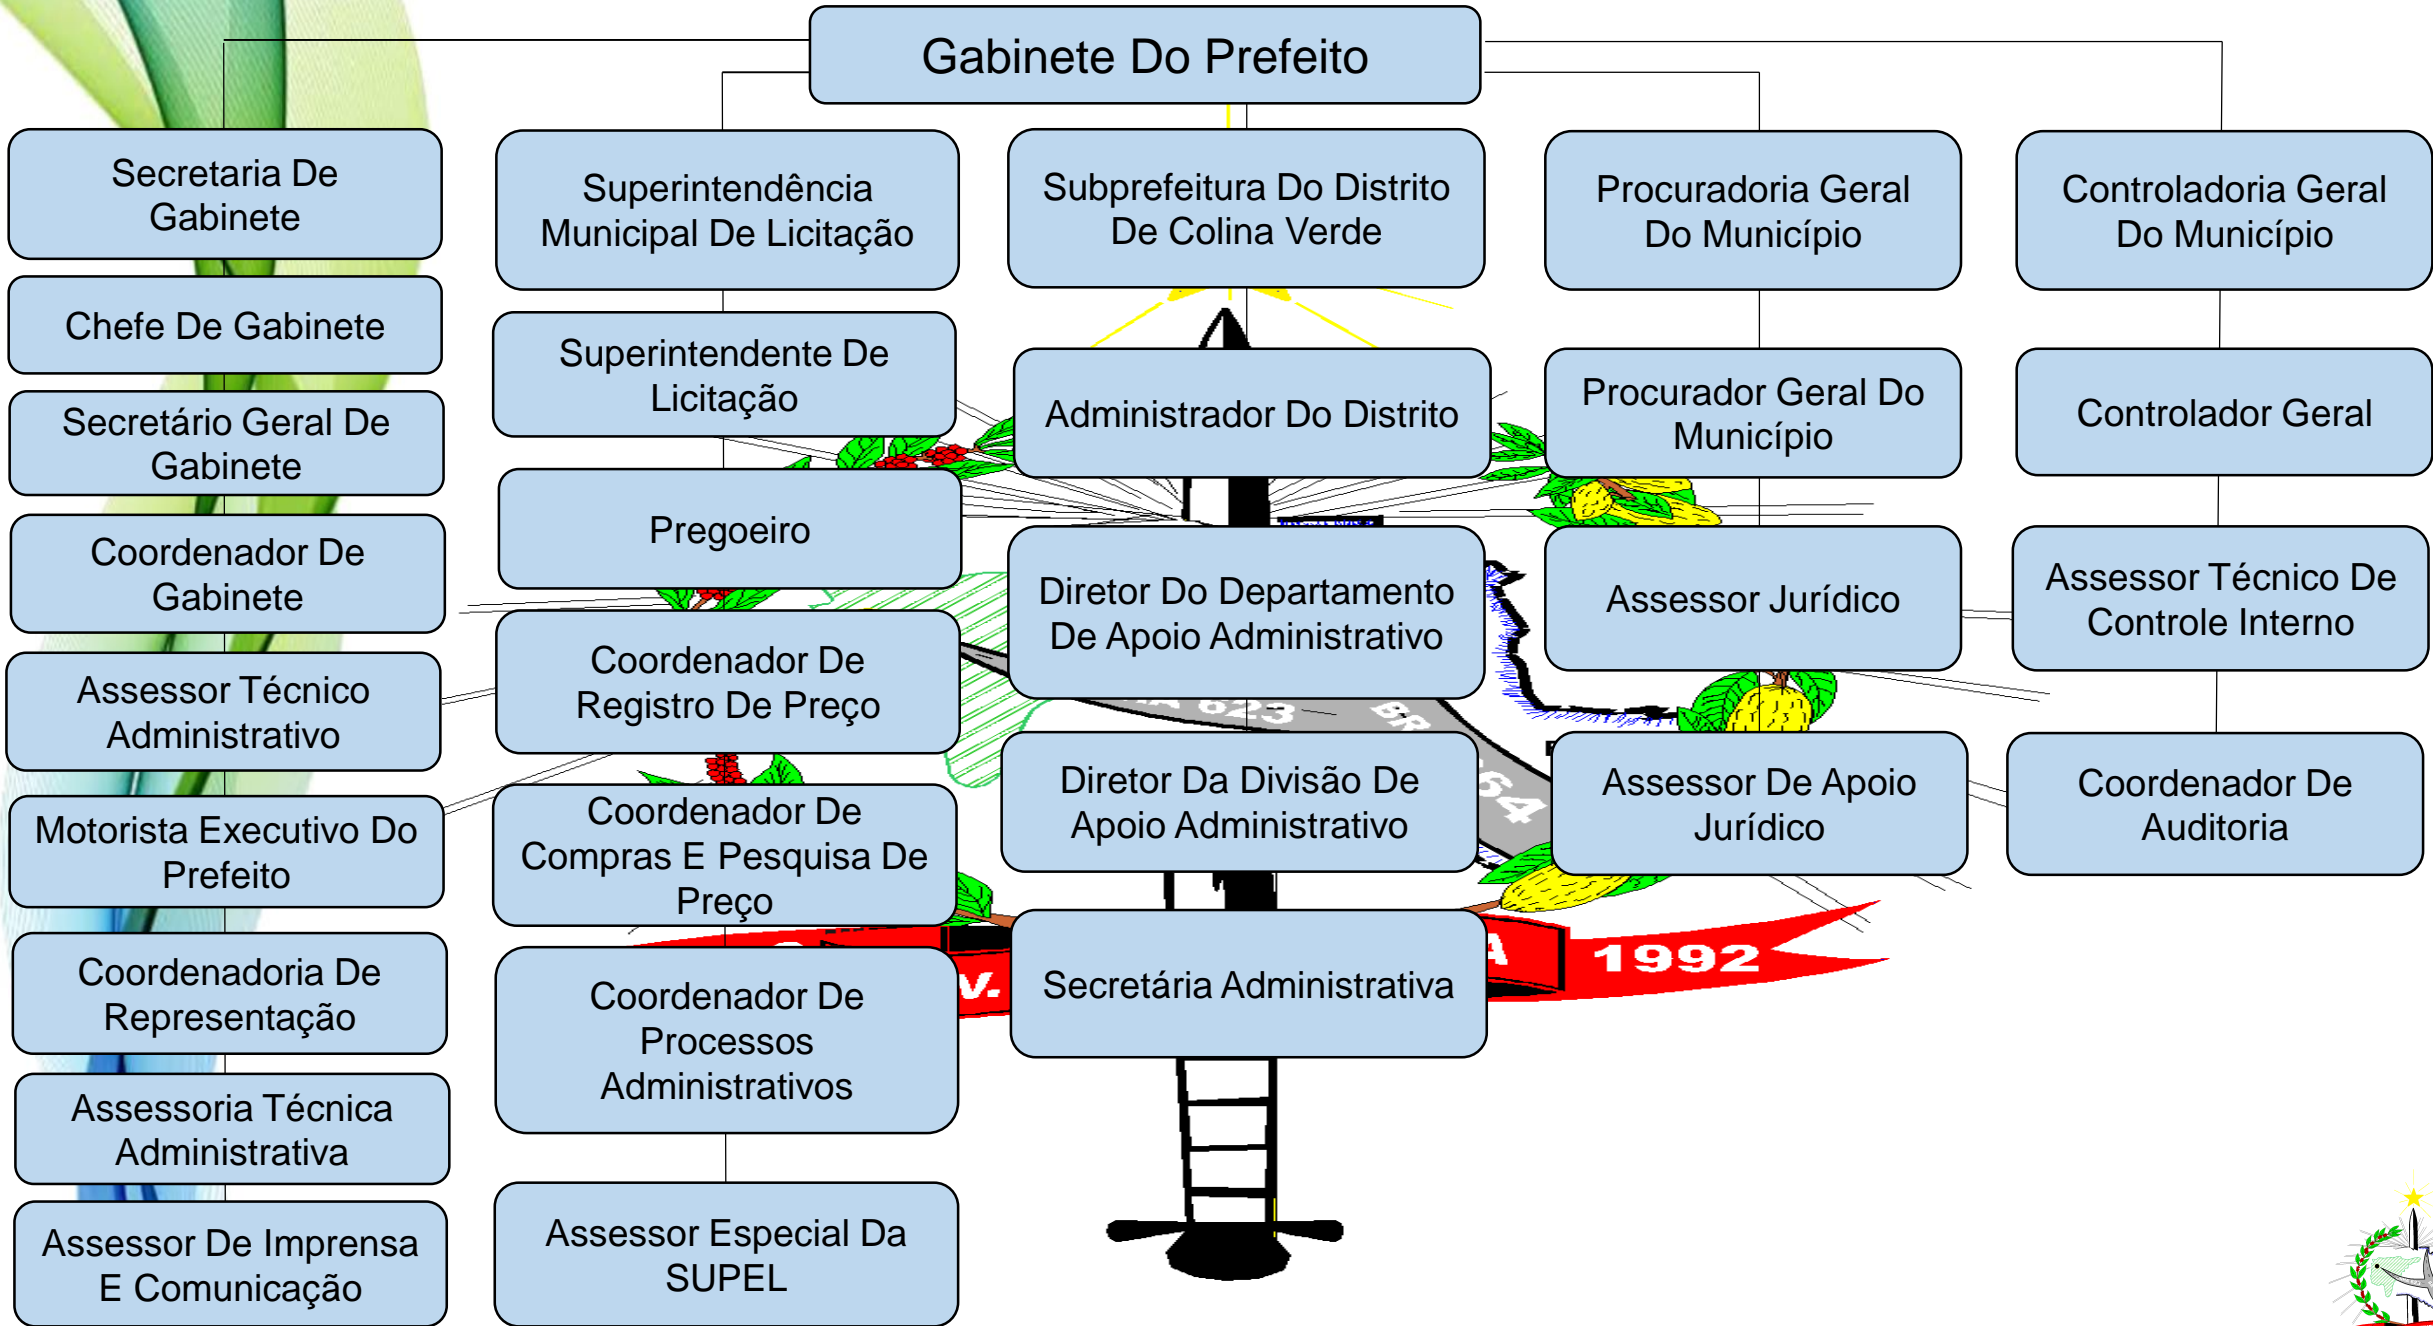 Gabinete Do Prefeito
Secretaria De
Gabinete
Chefe De Gabinete
Secretário Geral De
Gabinete
Coordenador De
Gabinete
Assessor Técnico
Administrativo
Motorista Executivo Do
Prefeito
Coordenadoria De
Representação
Assessoria Técnica
Administrativa
Assessor De Imprensa
E Comunicação
Superintendência
Municipal De Licitação
Superintendente De
Licitação
Pregoeiro
Coordenador De
Registro De Preço
Coordenador De
Compras E Pesquisa De
Preço
Coordenador De
Processos
Administrativos
Assessor Especial Da
SUPEL
Subprefeitura Do Distrito
De Colina Verde
Administrador Do Distrito
Diretor Do Departamento
De Apoio Administrativo
Diretor Da Divisão De
Apoio Administrativo
Secretária Administrativa
Procuradoria Geral
Do Município
Procurador Geral Do
Município
Assessor Jurídico
Assessor De Apoio
Jurídico
Controladoria Geral
Do Município
Controlador Geral
Assessor Técnico De
Controle Interno
Coordenador De
Auditoria
623
BR
64
1992